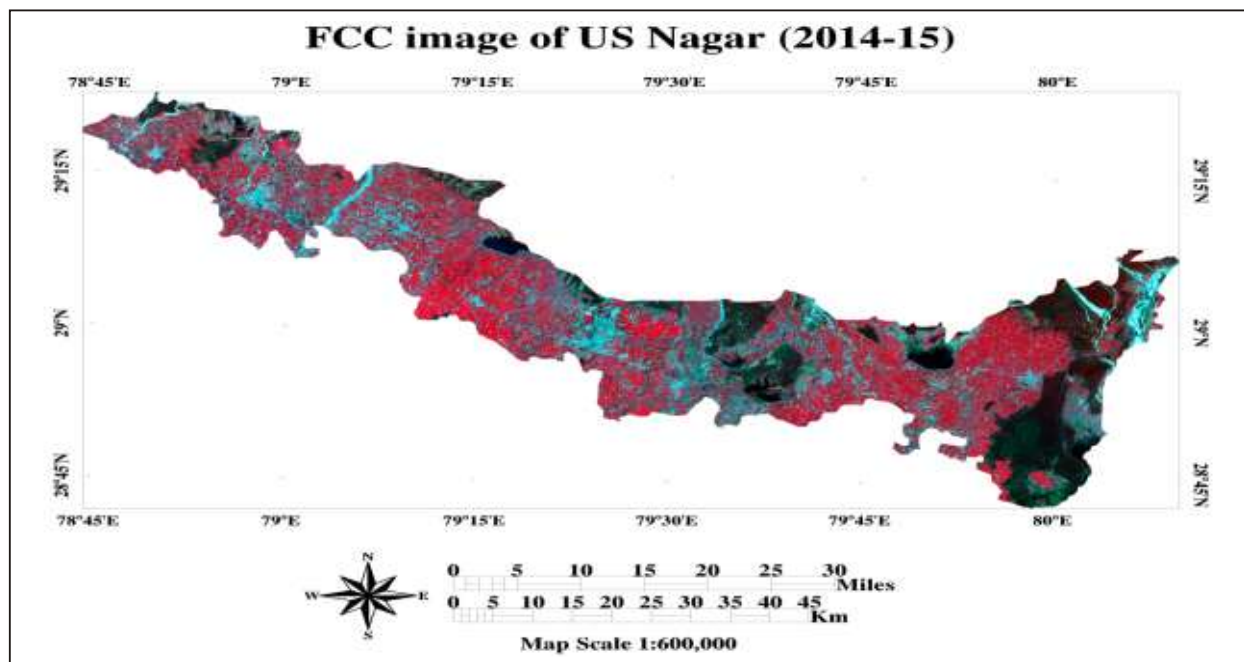 FCC image of US Nagar (2014-15)
78°45'E 79°E 79°15'E 79°30'E 79°45'E 80°E
29°15'N 29°15'N
29°N 29°N
28°45'N 28°45'N
78°45'E 79°E 79°15'E 79°30'E 79°45'E 80°E
N
W E
S
0 5 10 15 20 25 30
Miles
0 5 10 15 20 25 30 35 40 45
Km
Map Scale 1:600,000